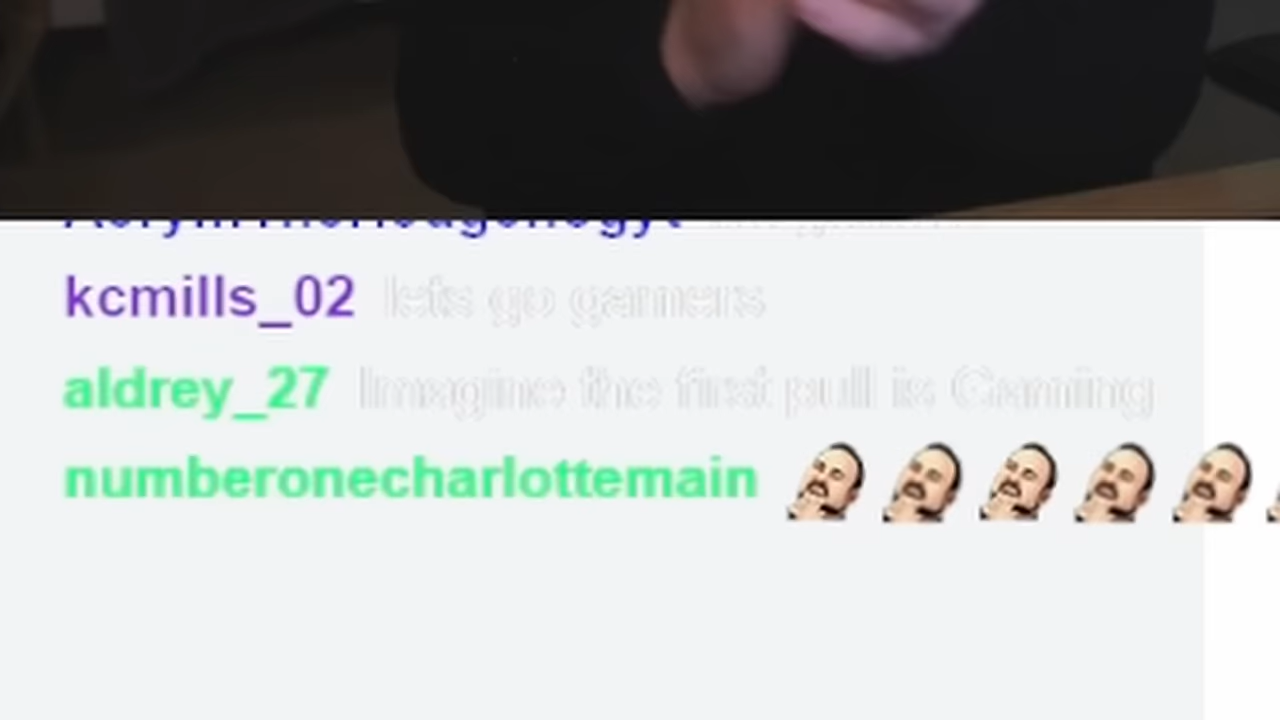 kcmills_02 lets go gamers
aldrey_27 Imagine the first pull is Gaming
numberonecharlottemain